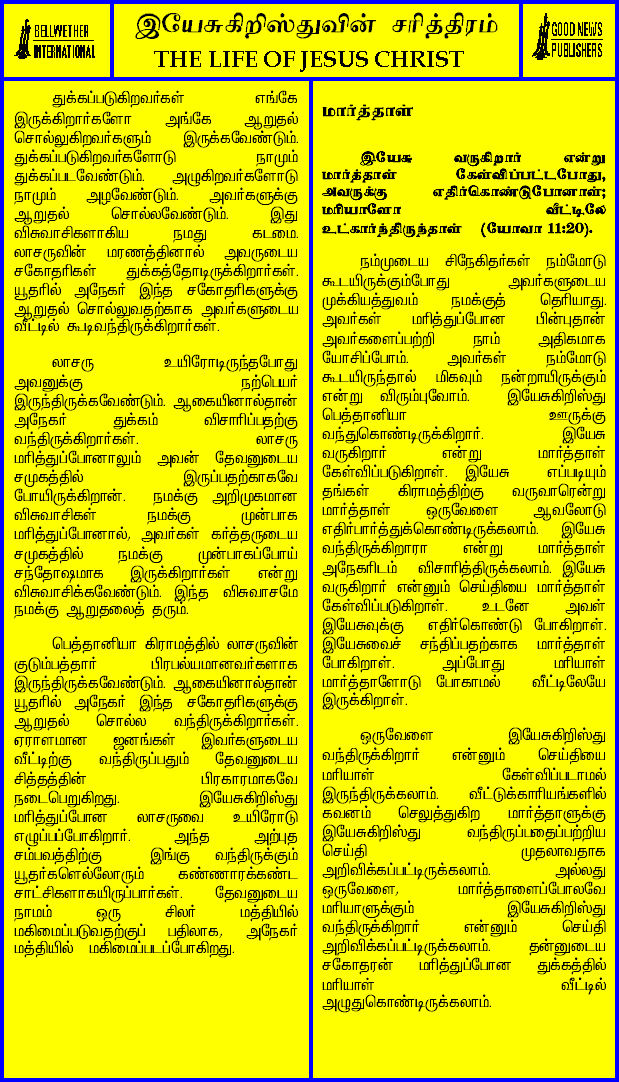 BELLWETHER
INTERNATIONAL
இயேசுகிறிஸ்துவின் சரித்திரம்
THE LIFE OF JESUS CHRIST
GOOD NEWS
PUBLISHERS
துக்கப்படுகிறவர்கள் எங்கே
இருக்கிறார்களோ அங்கே ஆறுதல்
சொல்லுகிறவர்களும் இருக்கவேண்டும்.
துக்கப்படுகிறவர்களோடு நாமும்
துக்கப்படவேண்டும். அழுகிறவர்களோடு
நாமும் அழவேண்டும். அவர்களுக்கு
ஆறுதல் சொல்லவேண்டும். இது
விசுவாசிகளாகிய நமது கடமை.
லாசருவின் மரணத்தினால் அவருடைய
சகோதரிகள் துக்கத்தோடிருக்கிறார்கள்.
யூதரில் அநேகர் இந்த சகோதரிகளுக்கு
ஆறுதல் சொல்லுவதற்காக அவர்களுடைய
வீட்டில் கூடிவந்திருக்கிறார்கள்.
லாசரு உயிரோடிருந்தபோது
அவனுக்கு நற்பெயர்
இருந்திருக்கவேண்டும். ஆகையினால்தான்
அநேகர் துக்கம் விசாரிப்பதற்கு
வந்திருக்கிறார்கள். லாசரு
மரித்துப்போனாலும் அவன் தேவனுடைய
சமுகத்தில் இருப்பதற்காகவே
போயிருக்கிறான். நமக்கு அறிமுகமான
விசுவாசிகள் நமக்கு முன்பாக
மரித்துப்போனால், அவர்கள் கர்த்தருடைய
சமுகத்தில் நமக்கு முன்பாகப்போய்
சந்தோஷமாக இருக்கிறார்கள் என்று
விசுவாசிக்கவேண்டும். இந்த விசுவாசமே
நமக்கு ஆறுதலைத் தரும்.
பெத்தானியா கிராமத்தில் லாசருவின்
குடும்பத்தார் பிரபல்யமானவர்களாக
இருந்திருக்கவேண்டும். ஆகையினால்தான்
யூதரில் அநேகர் இந்த சகோதரிகளுக்கு
ஆறுதல் சொல்ல வந்திருக்கிறார்கள்.
ஏராளமான ஜனங்கள் இவர்களுடைய
வீட்டிற்கு வந்திருப்பதும் தேவனுடைய
சித்தத்தின் பிரகாரமாகவே
நடைபெறுகிறது. இயேசுகிறிஸ்து
மரித்துப்போன லாசருவை உயிரோடு
எழுப்பப்போகிறார். அந்த அற்புத
சம்பவத்திற்கு இங்கு வந்திருக்கும்
யூதர்களெல்லோரும் கண்ணாரக்கண்ட
சாட்சிகளாகயிருப்பார்கள். தேவனுடைய
நாமம் ஒரு சிலர் மத்தியில்
மகிமைப்படுவதற்குப் பதிலாக, அநேகர்
மத்தியில் மகிமைப்படப்போகிறது.
மார்த்தாள்
இயேசு வருகிறார் என்று
மார்த்தாள் கேள்விப்பட்டபோது,
அவருக்கு எதிர்கொண்டுபோனாள்;
மரியாளோ வீட்டிலே
உட்கார்த்திருத்தாள் (யோவா 11:20).
நம்முடைய சிநேகிதர்கள் நம்மோடு
கூடயிருக்கும்போது அவர்களுடைய
முக்கியத்துவம் நமக்குத் தெரியாது.
அவர்கள் மரித்துப்போன பின்புதான்
அவர்களைப்பற்றி நாம் அதிகமாக
யோசிப்போம். அவர்கள் நம்மோடு
கூடயிருந்தால் மிகவும் நன்றாயிருக்கும்
என்று விரும்புவோம். இயேசுகிறிஸ்து
பெத்தானியா ஊருக்கு
வந்துகொண்டிருக்கிறார். இயேசு
வருகிறார் என்று மார்த்தாள்
கேள்விப்படுகிறாள். இயேசு எப்படியும்
தங்கள் கிராமத்திற்கு வருவாரென்று
மார்த்தாள் ஒருவேளை ஆவலோடு
எதிர்பார்த்துக்கொண்டிருக்கலாம். இயேசு
வந்திருக்கிறாரா என்று மார்த்தாள்
அநேகரிடம் விசாரித்திருக்கலாம். இயேசு
வருகிறார் என்னும் செய்தியை மார்த்தாள்
கேள்விப்படுகிறாள். உடனே அவள்
இயேசுவுக்கு எதிர்கொண்டு போகிறாள்.
இயேசுவைச் சந்திப்பதற்காக மார்த்தாள்
போகிறாள். அப்போது மரியாள்
மார்த்தாளோடு போகாமல் வீட்டிலேயே
இருக்கிறாள்.
ஒருவேளை இயேசுகிறிஸ்து
வந்திருக்கிறார் என்னும் செய்தியை
மரியாள் கேள்விப்படாமல்
இருந்திருக்கலாம். வீட்டுக்காரியங்களில்
கவனம் செலுத்துகிற மார்த்தாளுக்கு
இயேசுகிறிஸ்து வந்திருப்பதைப்பற்றிய
செய்தி முதலாவதாக
அறிவிக்கப்பட்டிருக்கலாம். அல்லது
ஒருவேளை, மார்த்தாளைப்போலவே
மரியாளுக்கும் இயேசுகிறிஸ்து
வந்திருக்கிறார் என்னும் செய்தி
அறிவிக்கப்பட்டிருக்கலாம். தன்னுடைய
சகோதரன் மரித்துப்போன துக்கத்தில்
மரியாள் வீட்டில்
அழுதுகொண்டிருக்கலாம்.